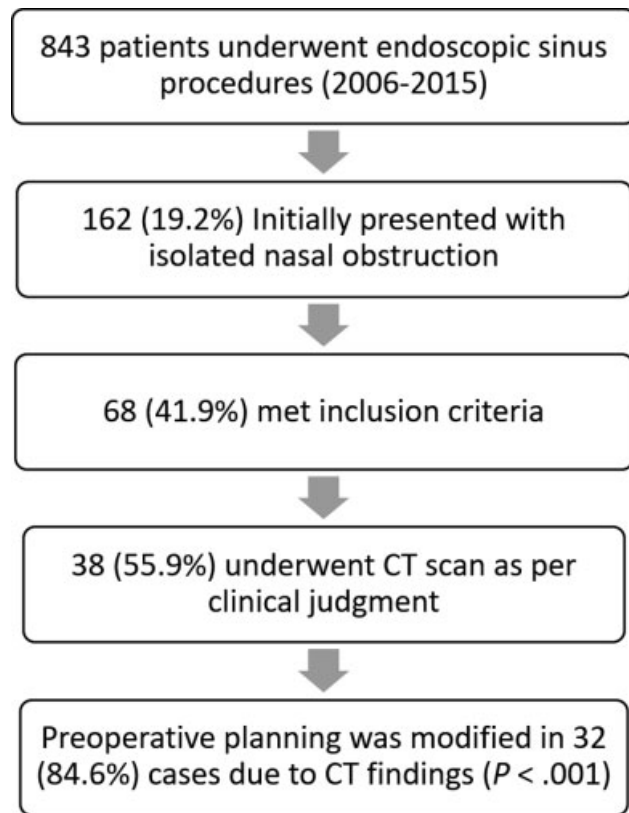 843 patients underwent endoscopic sinus
procedures (2006-2015)
162 (19.2%) Initially presented with
isolated nasal obstruction
68 (41.9%) met inclusion criteria
38 (55.9%) underwent CT scan as per
clinical judgment
Preoperative planning was modified in 32
(84.6%) cases due to CT findings (P < .001)